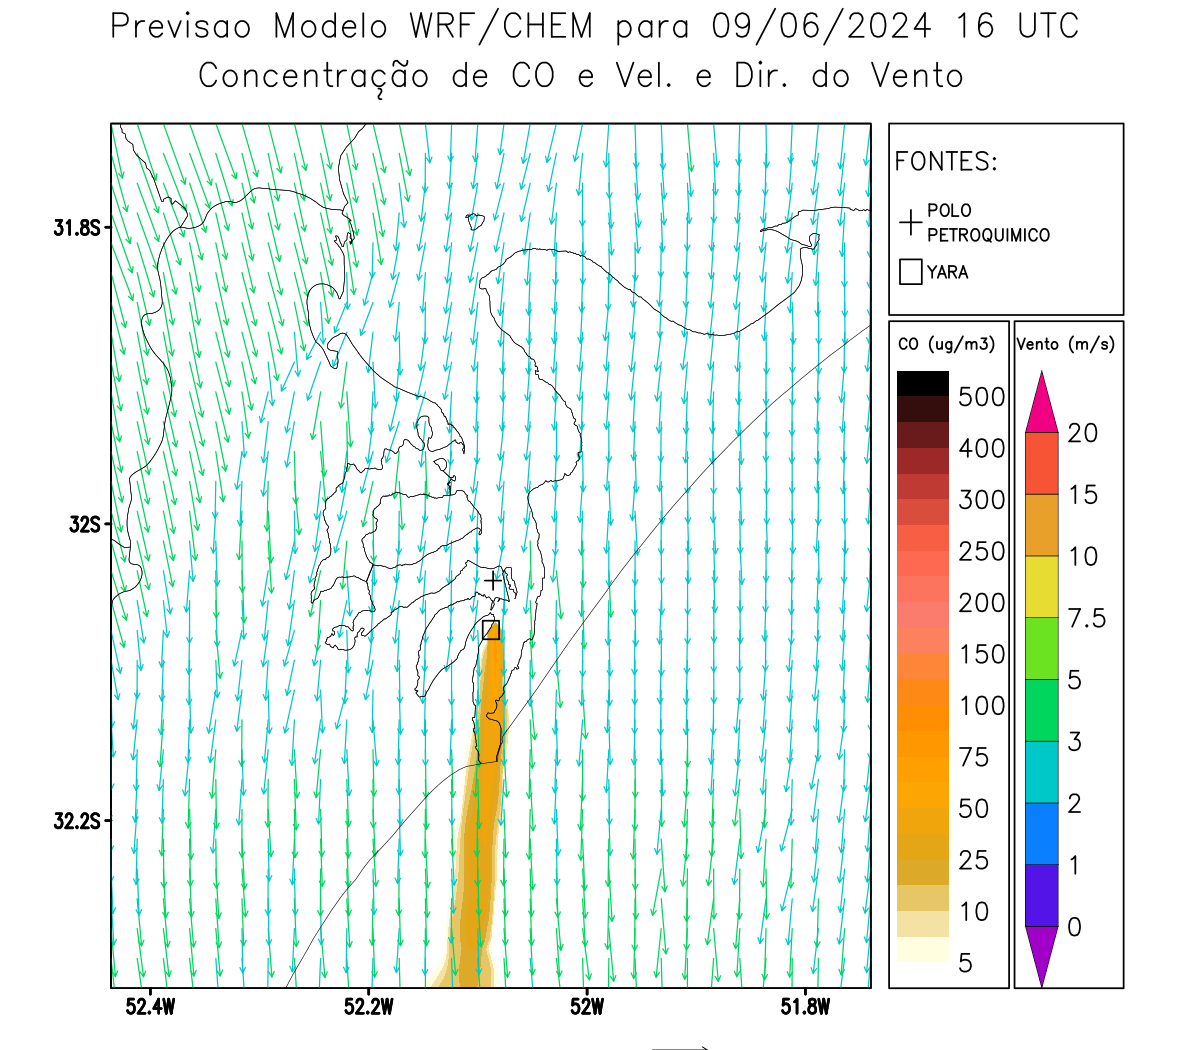 Previsao Modelo WRF/CHEM para 09/06/2024 16 UTC
Concentração de CO e Vel. e Dir. do Vento
FONTES:
POLO
PETROQUIMICO
YARA
CO (ug/m3)
500
400
300
250
200
150
100
75
50
25
10
5
Vento (m/s)
20
15
10
7.5
5
3
2
1
0
31.8S
32S
32.2S
52.4W
52.2W
52W
51.8W